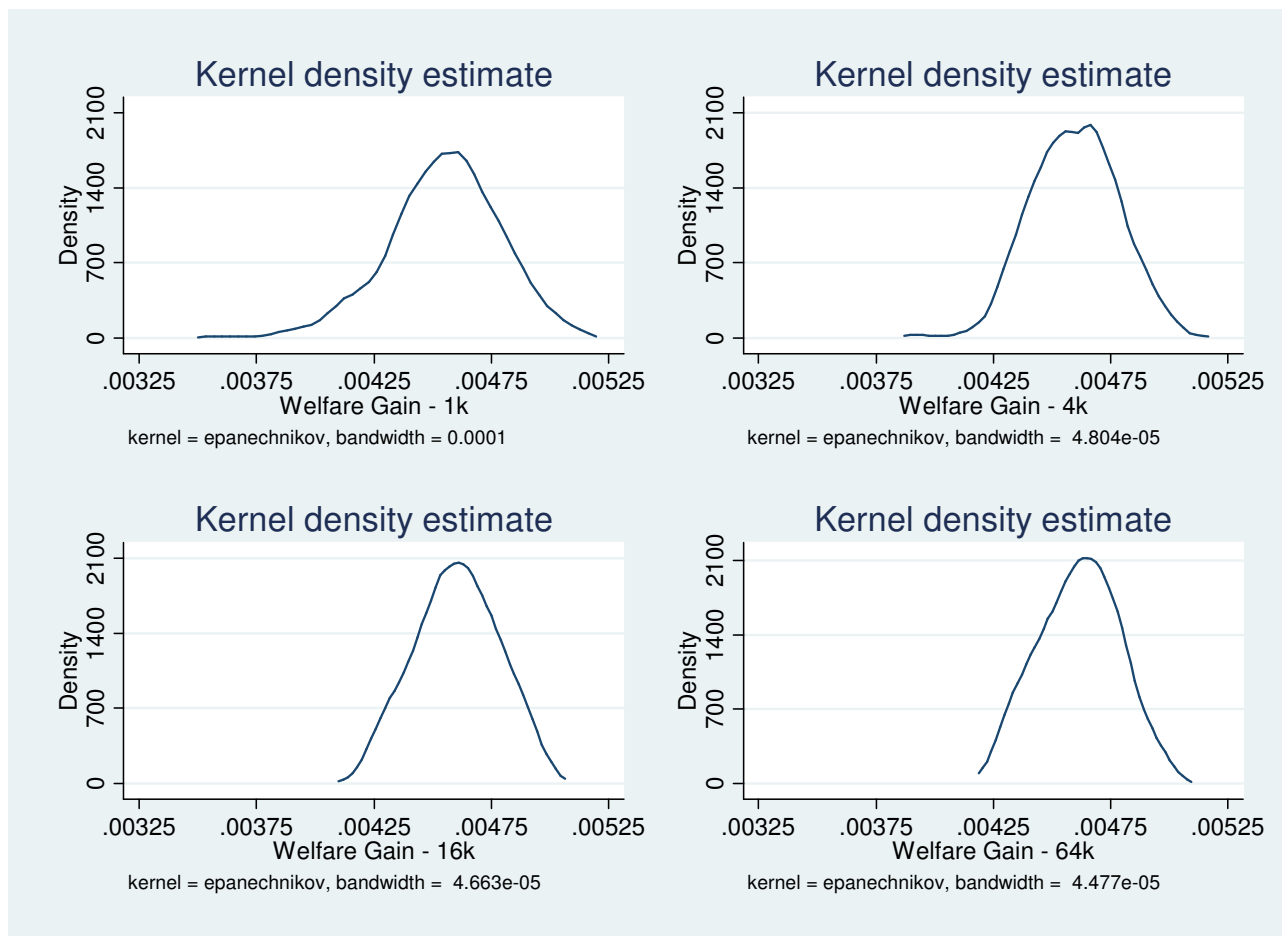 Kernel density estimate
Density
2100
1400
700
0
.00325 .00375 .00425 .00475 .00525
Welfare Gain - 1k
kernel = epanechnikov, bandwidth = 0.0001
Kernel density estimate
Density
2100
1400
700
0
.00325 .00375 .00425 .00475 .00525
Welfare Gain - 4k
kernel = epanechnikov, bandwidth = 4.804e-05
Kernel density estimate
Density
2100
1400
700
0
.00325 .00375 .00425 .00475 .00525
Welfare Gain - 16k
kernel = epanechnikov, bandwidth = 4.663e-05
Kernel density estimate
Density
2100
1400
700
0
.00325 .00375 .00425 .00475 .00525
Welfare Gain - 64k
kernel = epanechnikov, bandwidth = 4.477e-05